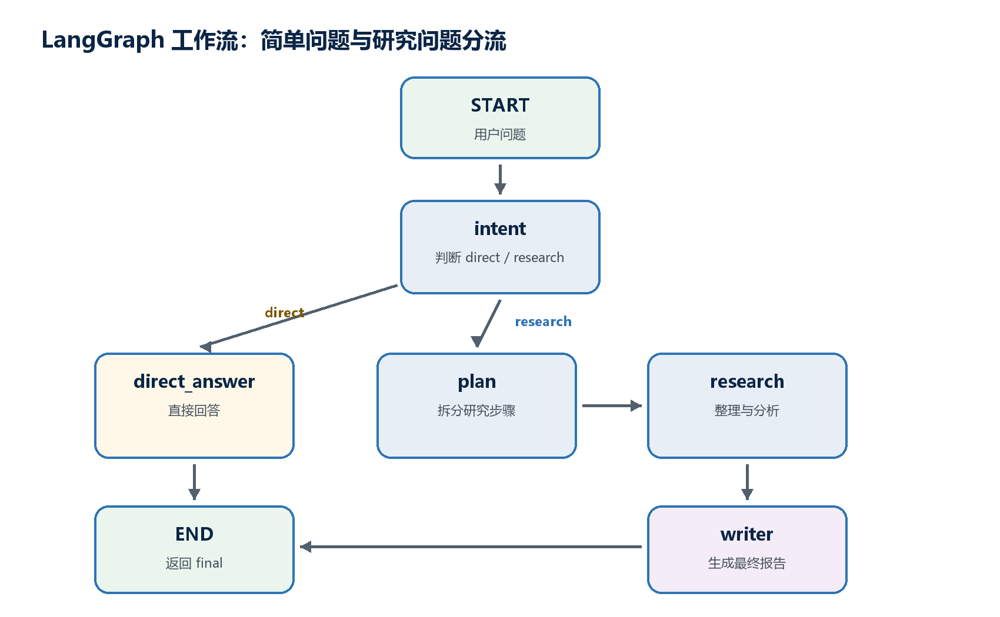 LangGraph 工作流：简单问题与研究问题分流
START
用户问题
intent
判断 direct / research
direct
research
direct_answer
直接回答
plan
拆分研究步骤
research
整理与分析
END
返回 final
writer
生成最终报告